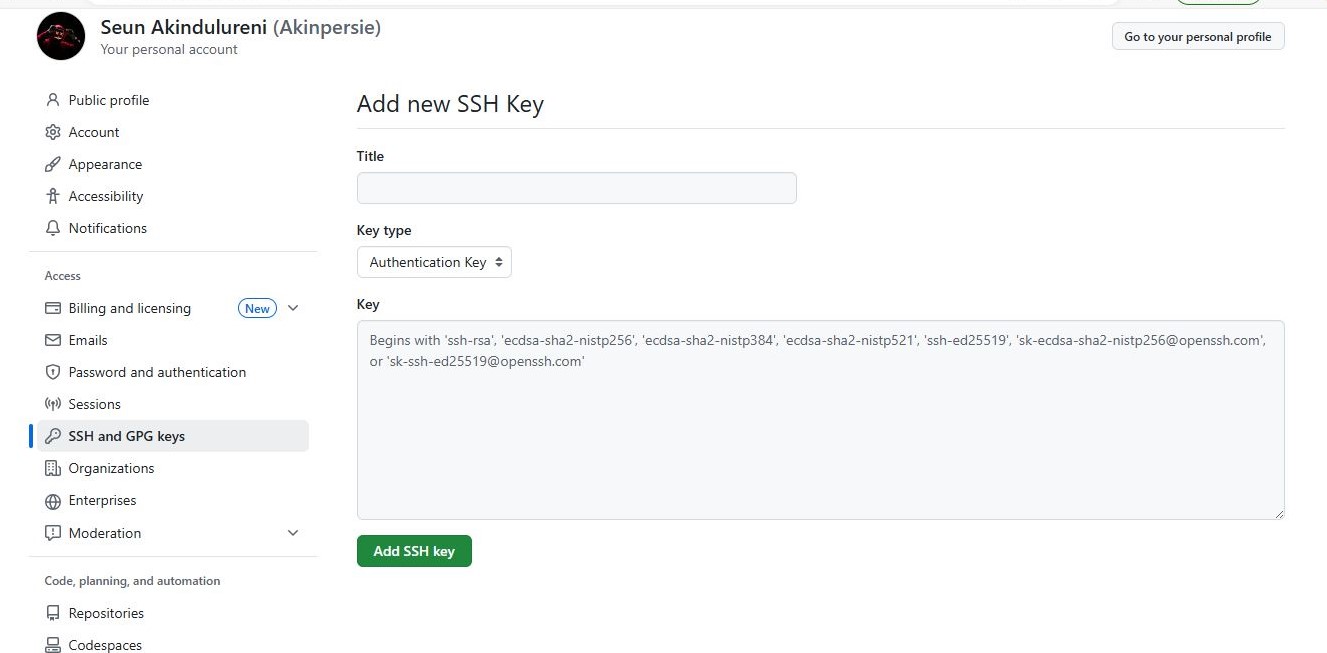 Seun Akindulureni (Akinpersie)
Your personal account
Go to your personal profile
Public profile
Account
Appearance
Accessibility
Notifications
Access
Billing and licensing New
Emails
Password and authentication
Sessions
SSH and GPG keys
Organizations
Enterprises
Moderation
Code, planning, and automation
Repositories
Codespaces
Add new SSH Key
Title
Key type
Authentication Key
Key
Begins with 'ssh-rsa', 'ecdsa-sha2-nistp256', 'ecdsa-sha2-nistp384', 'ecdsa-sha2-nistp521', 'ssh-ed25519', 'sk-ecdsa-sha2-nistp256@openssh.com',
or 'sk-ssh-ed25519@openssh.com'
Add SSH key